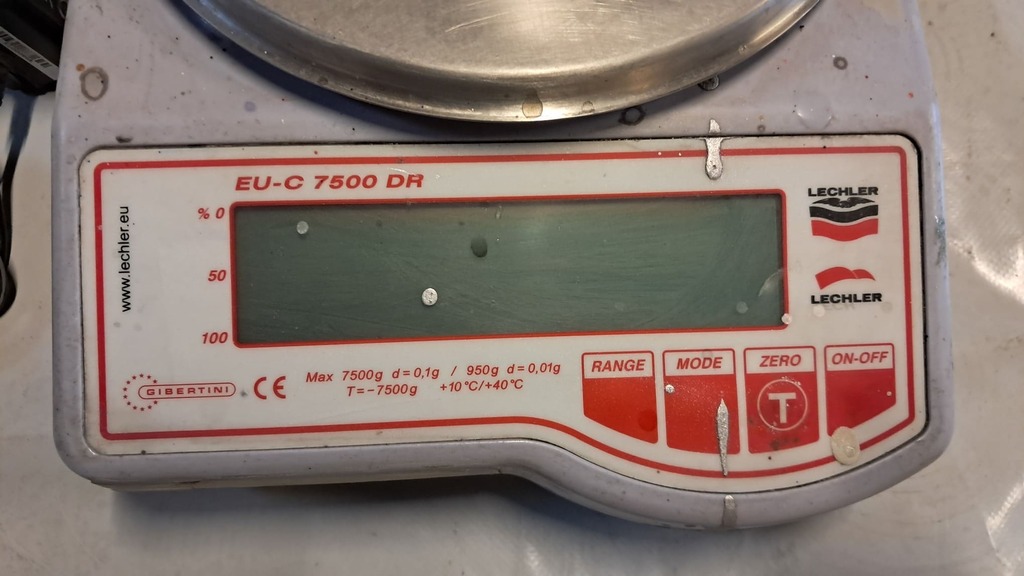 EU-C 7500 DR
www.lechler.eu
% 0
50
100
LECHLER
LECHLER
GIBERTINI
CE
Max 7500g d=0,1g / 950g d=0,01g
T=-7500g +10°C/+40°C
RANGE
MODE
ZERO
T
ON-OFF